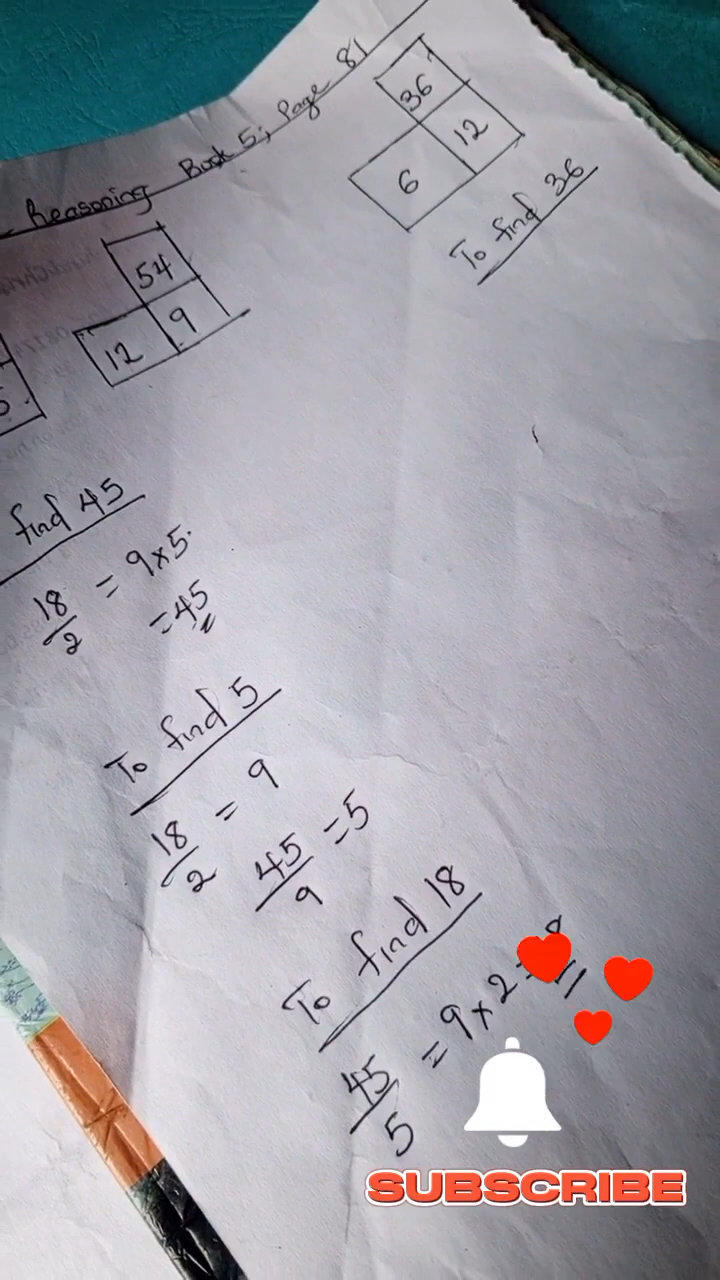 Reasoning Book 5; Page 81
36
12
6
To find 36
54
9
12
5
find 45
18/2 = 9x5
=45
To find 5
18/2 = 9
45/9 =5
To find 18
45/5 = 9x2=
SUBSCRIBE